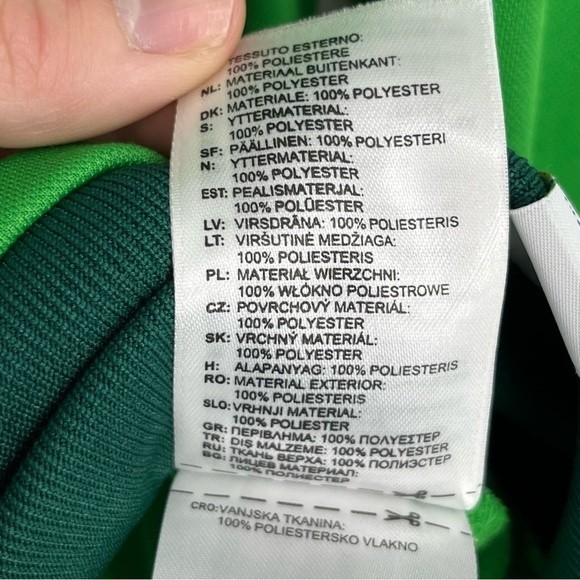 TESSUTO ESTERNO:
100% POLIESTERE
NL: MATERIAAL BUITENKANT:
100% POLYESTER
DK: MATERIALE: 100% POLYESTER
S: YTTERMATERIAL:
100% POLYESTER
SF: PÄÄLLINEN: 100% POLYESTERI
N: YTTERMATERIAL:
100% POLYESTER
EST: PEALISMATERJAL:
100% POLÜESTER
LV: VIRSDRĀNA: 100% POLIESTERIS
LT: VIRŠUTINĖ MEDŽIAGA:
100% POLIESTERIS
PL: MATERIAŁ WIERZCHNI:
100% WŁÓKNO POLIESTROWE
CZ: POVRCHOVÝ MATERIÁL:
100% POLYESTER
SK: VRCHNÝ MATERIÁL:
100% POLYESTER
H: ALAPANYAG: 100% POLIESTERIS
RO: MATERIAL EXTERIOR:
100% POLIESTERIS
SLO: VRHNJI MATERIAL:
100% POLIESTER
GR: ΠΕΡΙΒΛΗΜΑ: 100% ΠΟΛΥΕΣΤΕΡ
TR: DIŞ MALZEME: 100% POLYESTER
RU: ТКАНЬ ВЕРХА: 100% ПОЛИЭСТЕР
BG: ЛИЦЕВ МАТЕРИАЛ:
100% ПОЛИЕСТЕР
CRO: VANJSKA TKANINA:
100% POLIESTERSKO VLAKNO